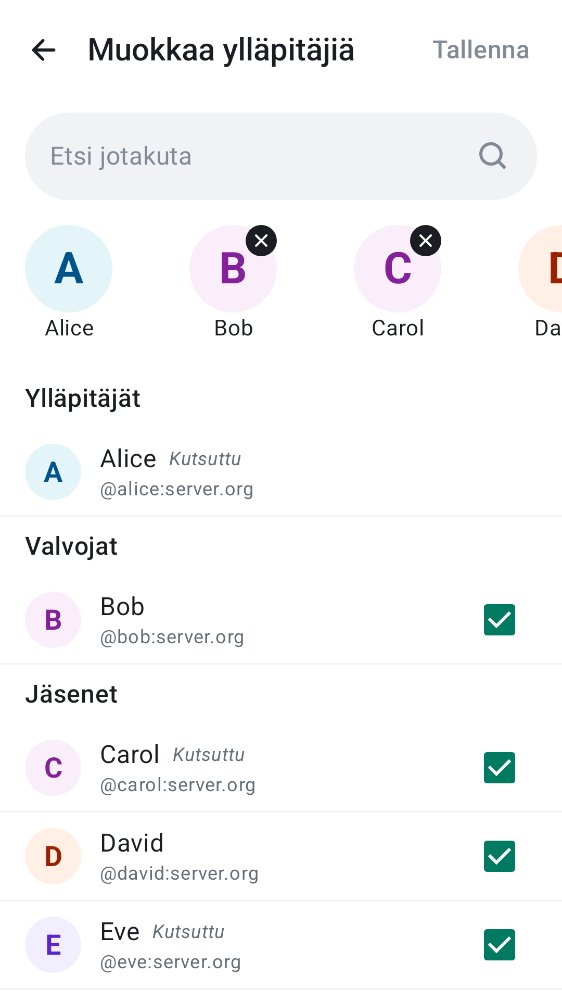 Muokkaa ylläpitäjiä Tallenna
Etsi jotakuta
A B C D
Alice Bob Carol Da
Ylläpitäjät
A Alice Kutsuttu
@alice:server.org
Valvojat
B Bob
@bob:server.org
Jäsenet
C Carol Kutsuttu
@carol:server.org
D David
@david:server.org
E Eve Kutsuttu
@eve:server.org